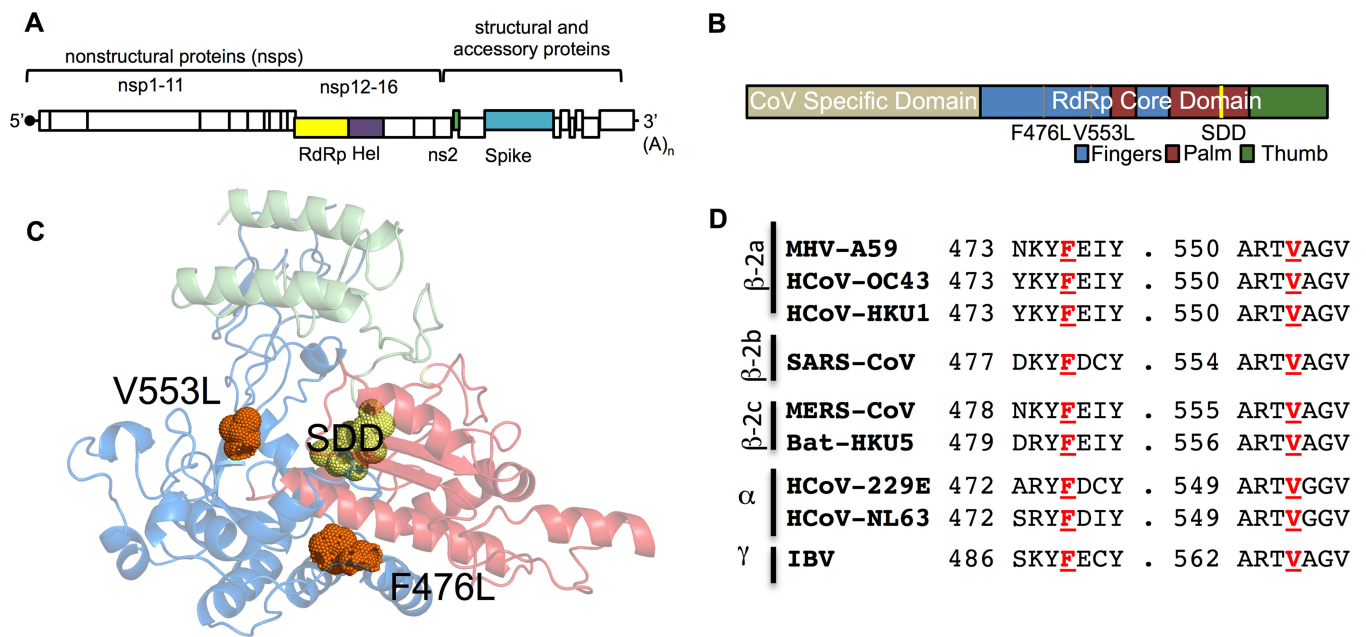 A
structural and
accessory proteins
nonstructural proteins (nsps)
nsp1-11
nsp12-16
5’
3’
(A)n
RdRp
Hel
ns2
Spike
B
CoV Specific Domain
RdRp Core Domain
F476L
V553L
SDD
Fingers
Palm
Thumb
C
V553L
SDD
F476L
D
β-2a
MHV-A59 473 NKYFEIY . 550 ARTVAGV
HCoV-OC43 473 YKYFEIY . 550 ARTVAGV
HCoV-HKU1 473 YKYFEIY . 550 ARTVAGV
β-2b
SARS-CoV 477 DKYFDCY . 554 ARTVAGV
β-2c
MERS-CoV 478 NKYFEIY . 555 ARTVAGV
Bat-HKU5 479 DRYFEIY . 556 ARTVAGV
α
HCoV-229E 472 ARYFDCY . 549 ARTVGGV
HCoV-NL63 472 SRYFDIY . 549 ARTVGGV
γ
IBV 486 SKYFECY . 562 ARTVAGV